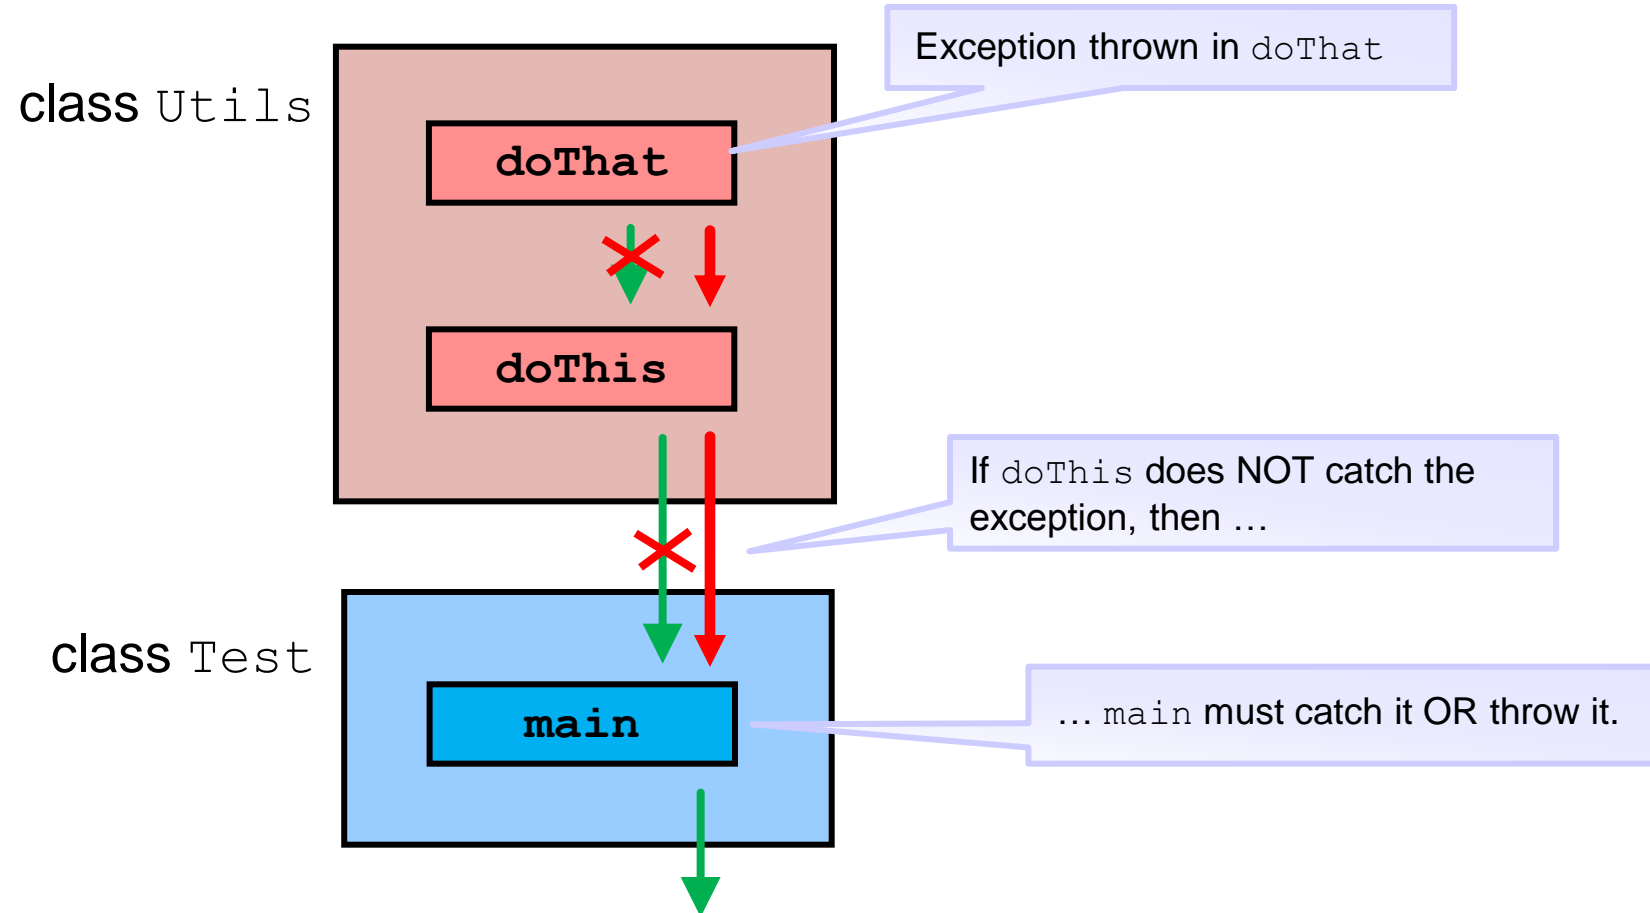 Exception thrown in doThat
class Utils
doThat
doThis
If doThis does NOT catch the
exception, then …
class Test
… main must catch it OR throw it.
main